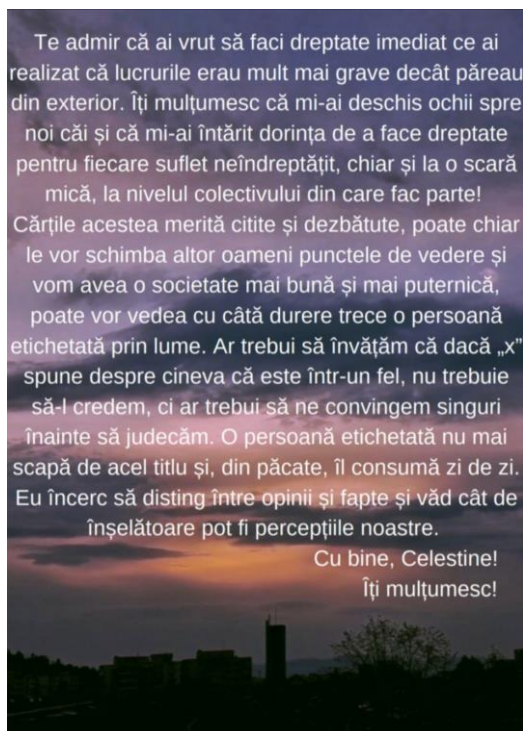 Te admir că ai vrut să faci dreptate imediat ce ai
realizat că lucrurile erau mult mai grave decât păreau
din exterior. Îți mulțumesc că mi-ai deschis ochii spre
noi căi și că mi-ai întărit dorința de a face dreptate
pentru fiecare suflet neîndreptățit, chiar și la o scară
mică, la nivelul colectivului din care fac parte!
Cărțile acestea merită citite și dezbătute, poate chiar
le vor schimba altor oameni punctele de vedere și
vom avea o societate mai bună și mai puternică,
poate vor vedea cu câtă durere trece o persoană
etichetată prin lume. Ar trebui să învățăm că dacă „x”
spune despre cineva că este într-un fel, nu trebuie
să-l credem, ci ar trebui să ne convingem singuri
înainte să judecăm. O persoană etichetată nu mai
scapă de acel titlu și, din păcate, îl consumă zi de zi.
Eu încerc să disting între opinii și fapte și văd cât de
înșelătoare pot fi percepțiile noastre.
Cu bine, Celestine!
Îți mulțumesc!